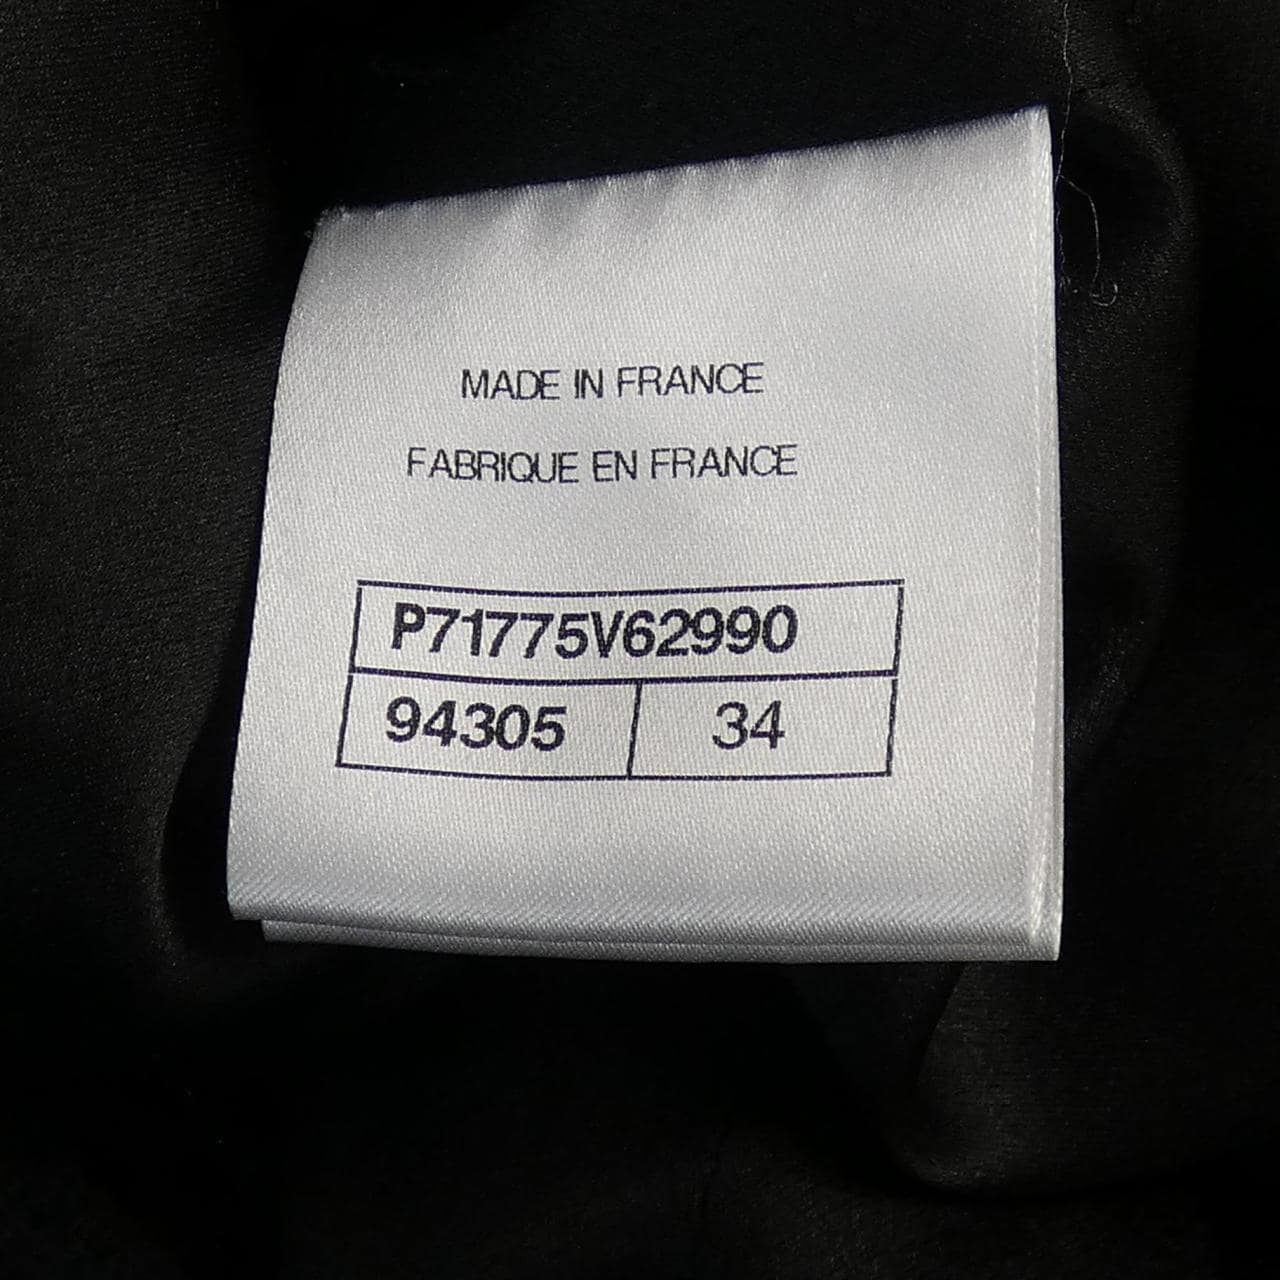 MADE IN FRANCE
FABRIQUE EN FRANCE
P71775V62990
94305 34